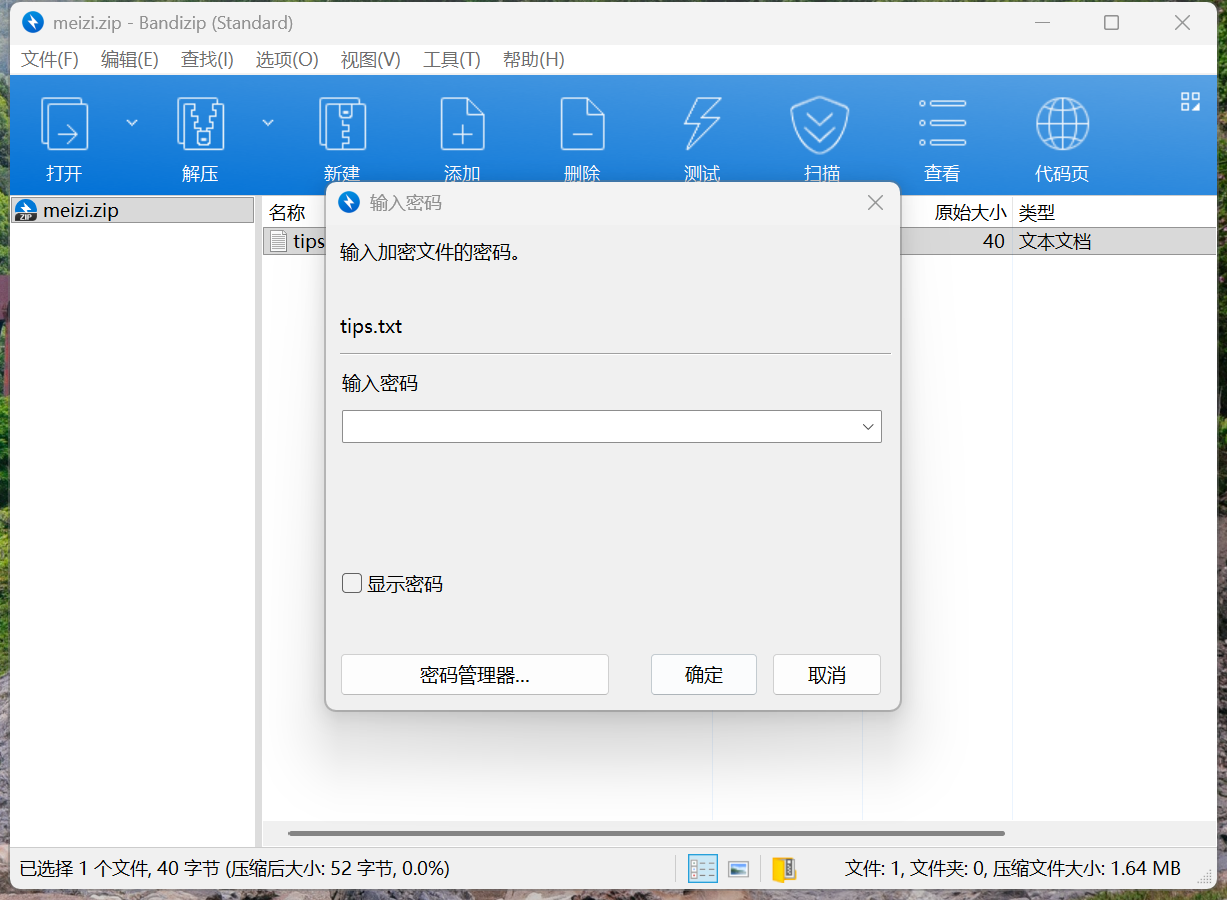 meizi.zip - Bandizip (Standard)
文件(F) 编辑(E) 查找(I) 选项(O) 视图(V) 工具(T) 帮助(H)
打开 解压 新建 添加 删除 测试 扫描 查看 代码页
meizi.zip
名称 原始大小 类型
tips 40 文本文档
输入密码
输入加密文件的密码。
tips.txt
输入密码
显示密码
密码管理器... 确定 取消
已选择 1 个文件, 40 字节 (压缩后大小: 52 字节, 0.0%) 文件: 1, 文件夹: 0, 压缩文件大小: 1.64 MB